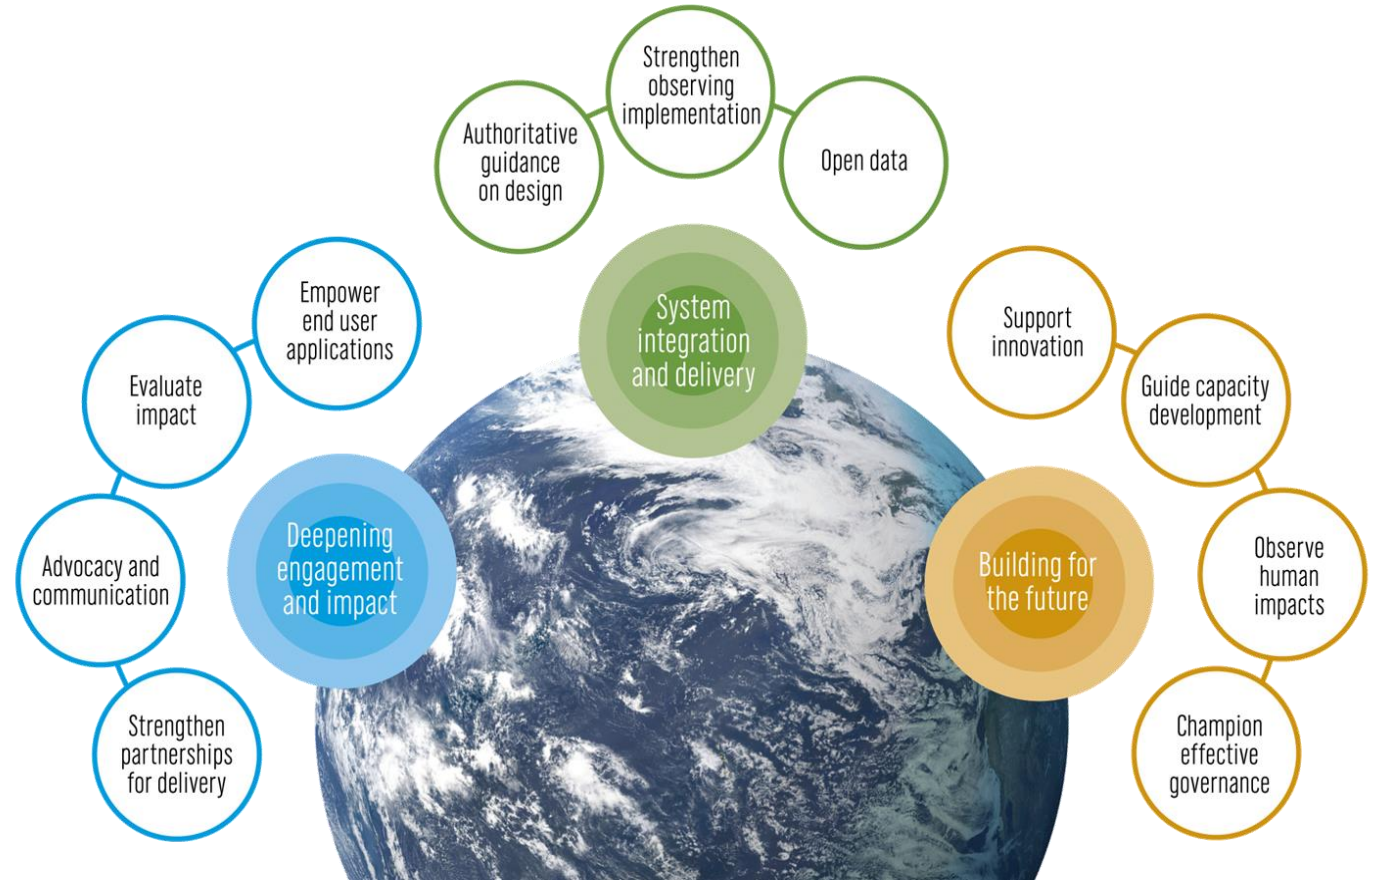 Strengthen
observing
implementation
Authoritative
guidance
on design
Open data
System
integration
and delivery
Empower
end user
applications
Evaluate
impact
Advocacy and
communication
Strengthen
partnerships
for delivery
Deepening
engagement
and impact
Support
innovation
Guide capacity
development
Observe
human
impacts
Champion
effective
governance
Building for
the future